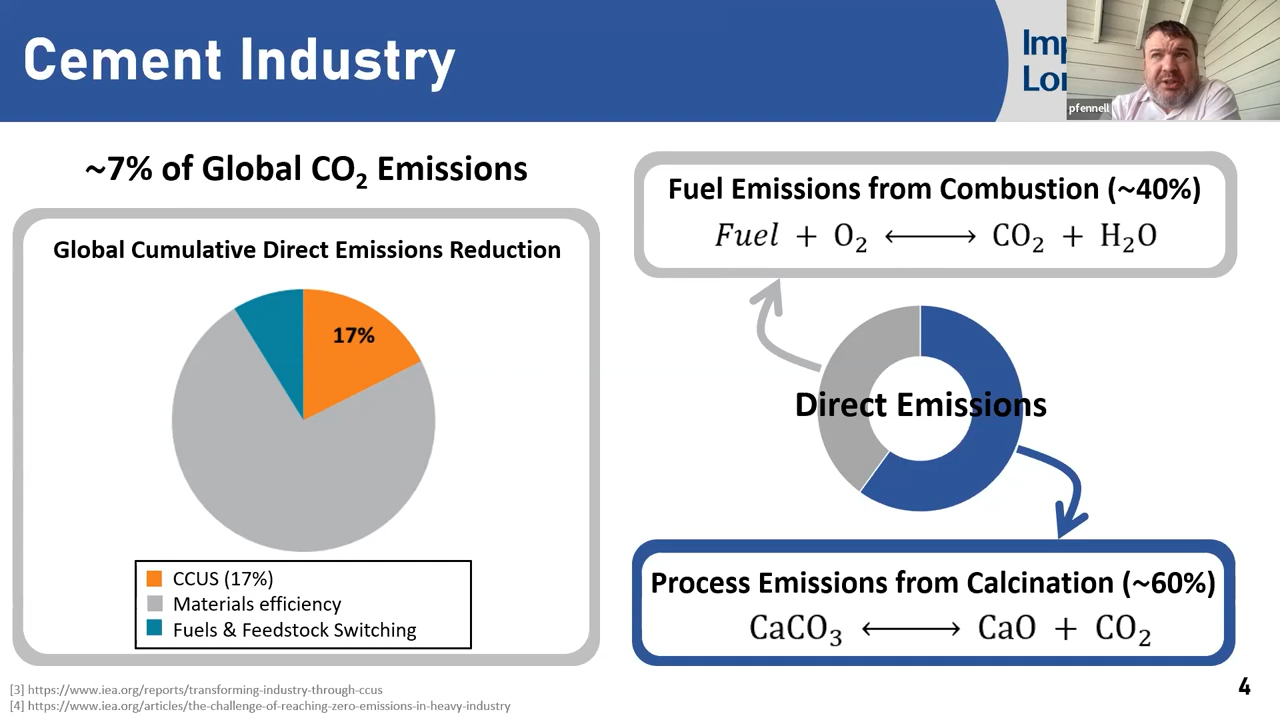 Cement Industry
Imp
Lon
pfennell
~7% of Global CO₂ Emissions
Global Cumulative Direct Emissions Reduction
17%
CCUS (17%)
Materials efficiency
Fuels & Feedstock Switching
Fuel Emissions from Combustion (~40%)
Fuel + O₂ ⟷ CO₂ + H₂O
Direct Emissions
Process Emissions from Calcination (~60%)
CaCO₃ ⟷ CaO + CO₂
[3] https://www.iea.org/reports/transforming-industry-through-ccus
[4] https://www.iea.org/articles/the-challenge-of-reaching-zero-emissions-in-heavy-industry
4